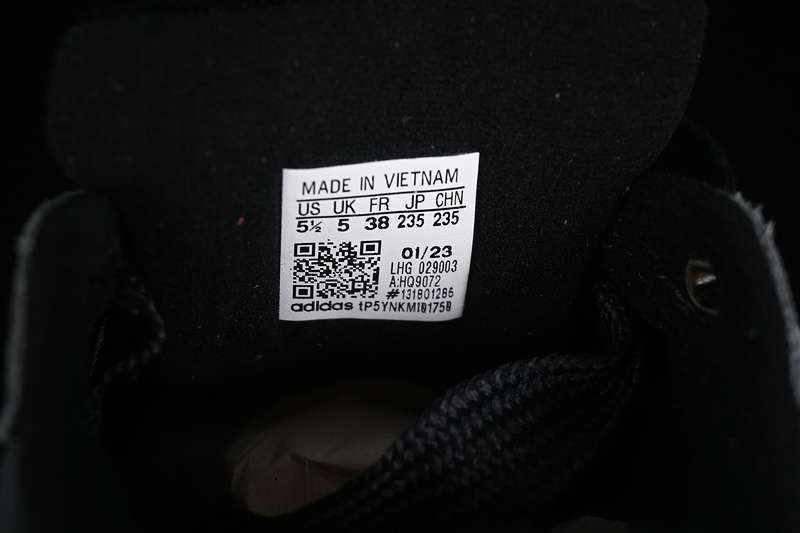 MADE IN VIETNAM
US UK FR JP CHN
5½ 5 38 235 235
01/23
LHG 029003
A:HQ9072
#131801286
adidas